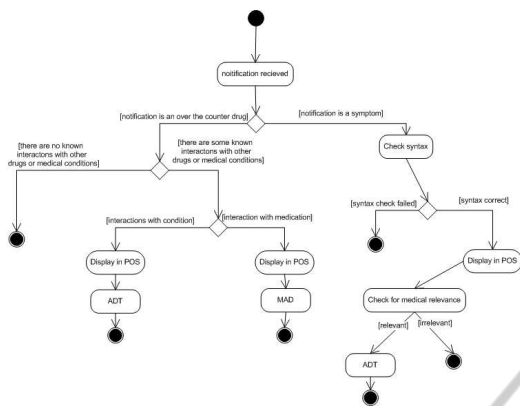 noitification recieved
[notification is an over the counter drug]
[notification is a symptom]
[there are no known
interactons with other
drugs or medical conditions]
[there are some known
interactons with other
drugs or medical conditions]
Check syntax
[syntax check failed]
[syntax correct]
[interactions with condition]
[interaction with medication]
Display in POS
Display in POS
Display in POS
ADT
MAD
Check for medical relevance
[relevant]
[irrelevant]
ADT